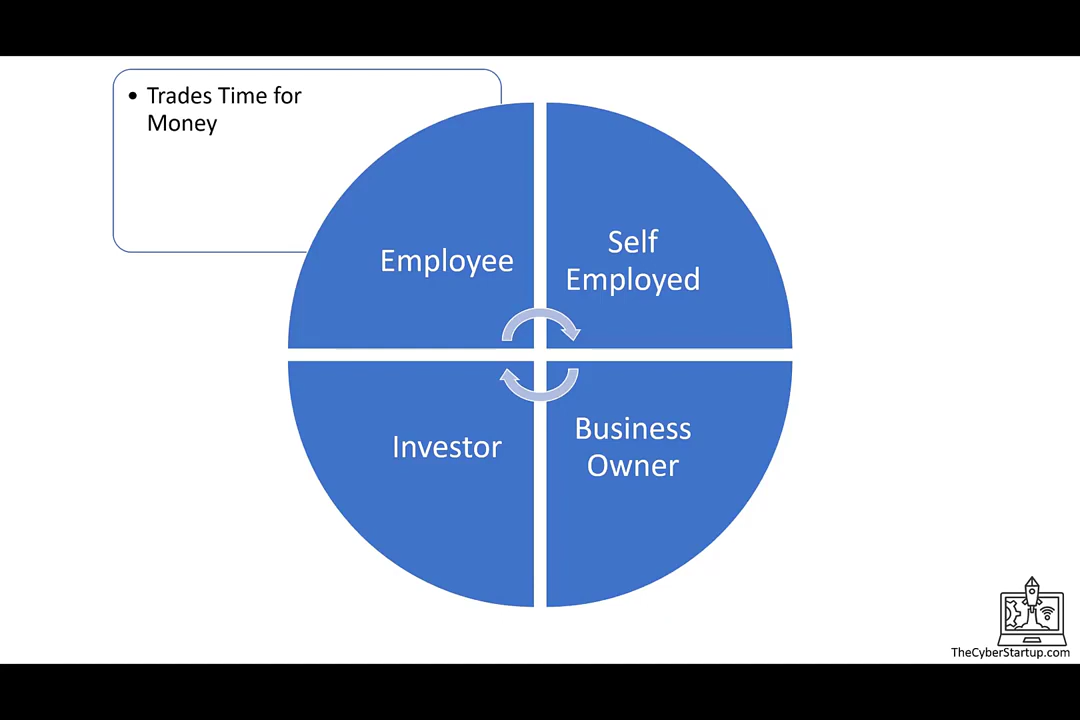 • Trades Time for
Money
Employee
Self
Employed
Investor
Business
Owner
TheCyberStartup.com